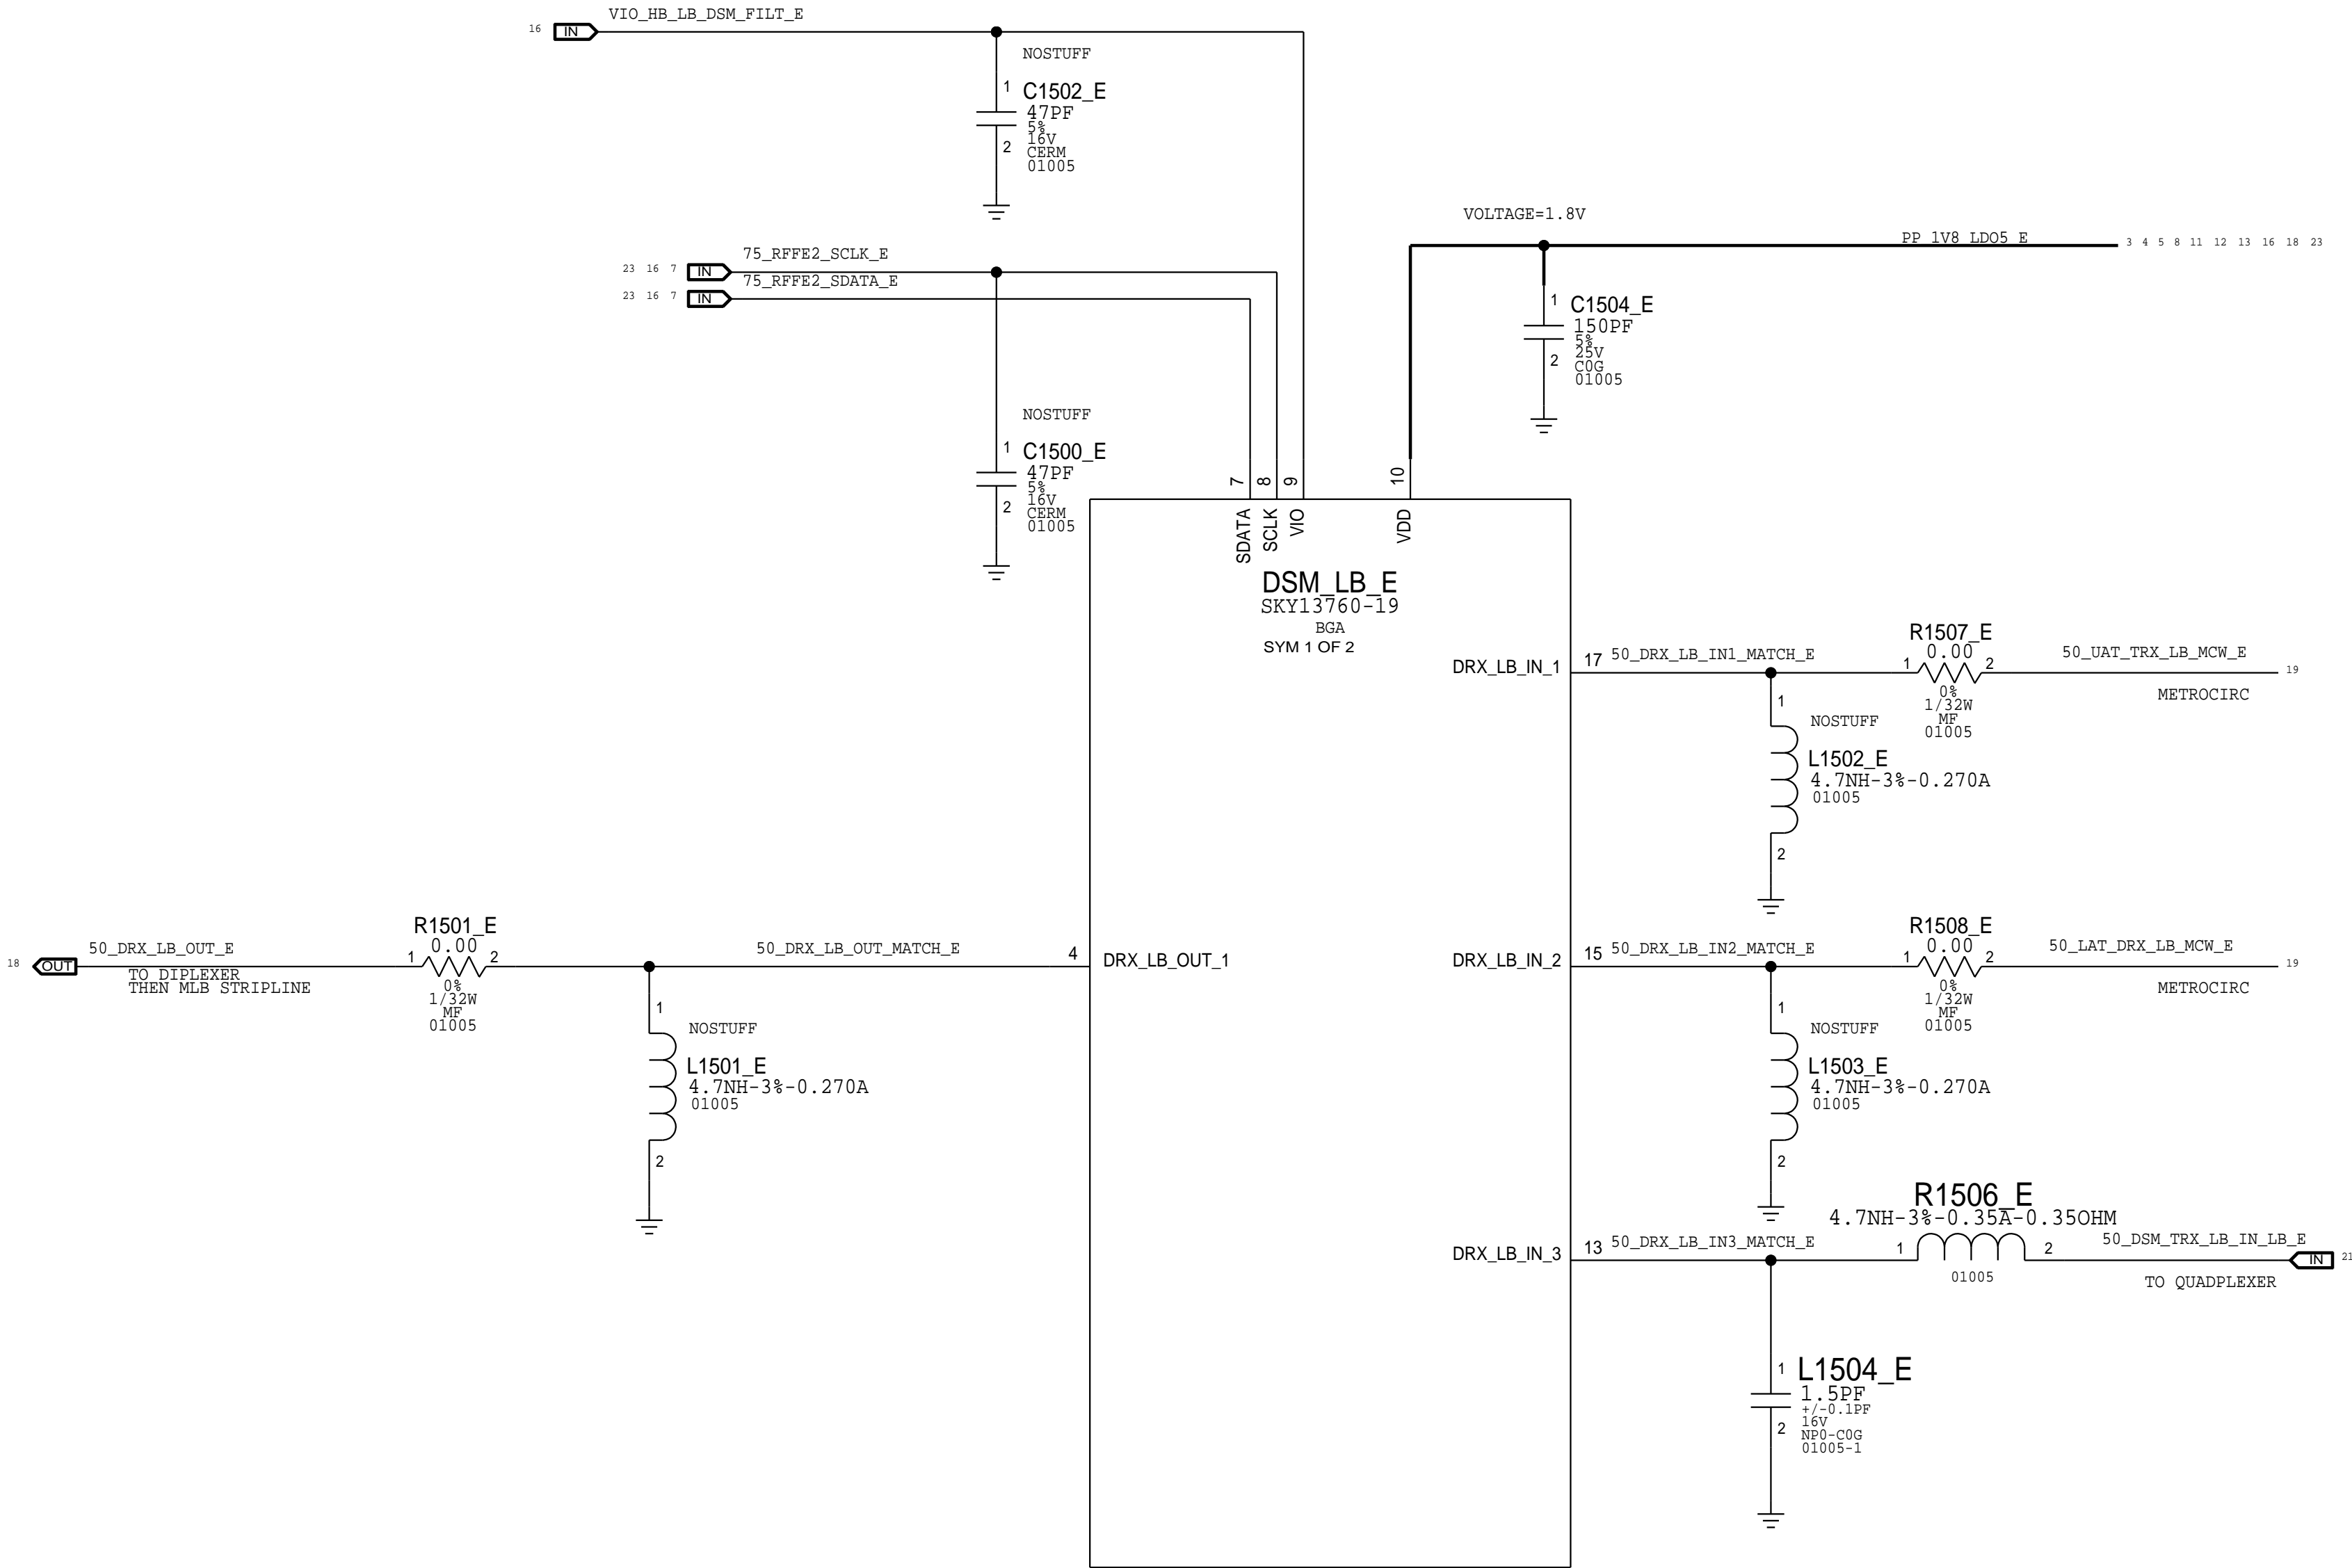 VIO_HB_LB_DSM_FILT_E
16 IN
NOSTUFF
1
C1502_E
47PF
5%
16V
2
CERM
01005
VOLTAGE=1.8V
PP_1V8_LDO5_E
3 4 5 8 11 12 13 16 18 23
75_RFFE2_SCLK_E
23 16 7 IN
75_RFFE2_SDATA_E
23 16 7 IN
1
C1504_E
150PF
5%
25V
2
C0G
01005
NOSTUFF
1
C1500_E
47PF
5%
16V
2
CERM
01005
7 8 9 10
SDATA
SCLK
VIO
VDD
DSM_LB_E
SKY13760-19
BGA
SYM 1 OF 2
DRX_LB_IN_1
17
50_DRX_LB_IN1_MATCH_E
R1507_E
0.00
1 2
0%
1/32W
MF
01005
50_UAT_TRX_LB_MCW_E
19
METROCIRC
1
NOSTUFF
L1502_E
4.7NH-3%-0.270A
01005
2
18 OUT
50_DRX_LB_OUT_E
TO DIPLEXER
THEN MLB STRIPLINE
R1501_E
0.00
1 2
0%
1/32W
MF
01005
50_DRX_LB_OUT_MATCH_E
4
DRX_LB_OUT_1
1
NOSTUFF
L1501_E
4.7NH-3%-0.270A
01005
2
DRX_LB_IN_2
15
50_DRX_LB_IN2_MATCH_E
R1508_E
0.00
1 2
0%
1/32W
MF
01005
50_LAT_DRX_LB_MCW_E
19
METROCIRC
1
NOSTUFF
L1503_E
4.7NH-3%-0.270A
01005
2
DRX_LB_IN_3
13
50_DRX_LB_IN3_MATCH_E
R1506_E
4.7NH-3%-0.35A-0.35OHM
1 2
01005
50_DSM_TRX_LB_IN_LB_E
IN 21
TO QUADPLEXER
1
L1504_E
1.5PF
+/-0.1PF
16V
2
NP0-C0G
01005-1